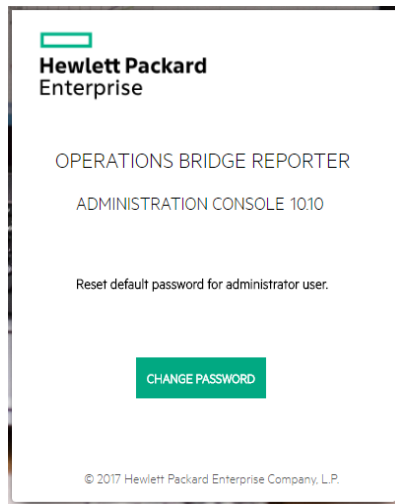 Hewlett Packard
Enterprise
OPERATIONS BRIDGE REPORTER
ADMINISTRATION CONSOLE 10.10
Reset default password for administrator user.
CHANGE PASSWORD
© 2017 Hewlett Packard Enterprise Company, L.P.